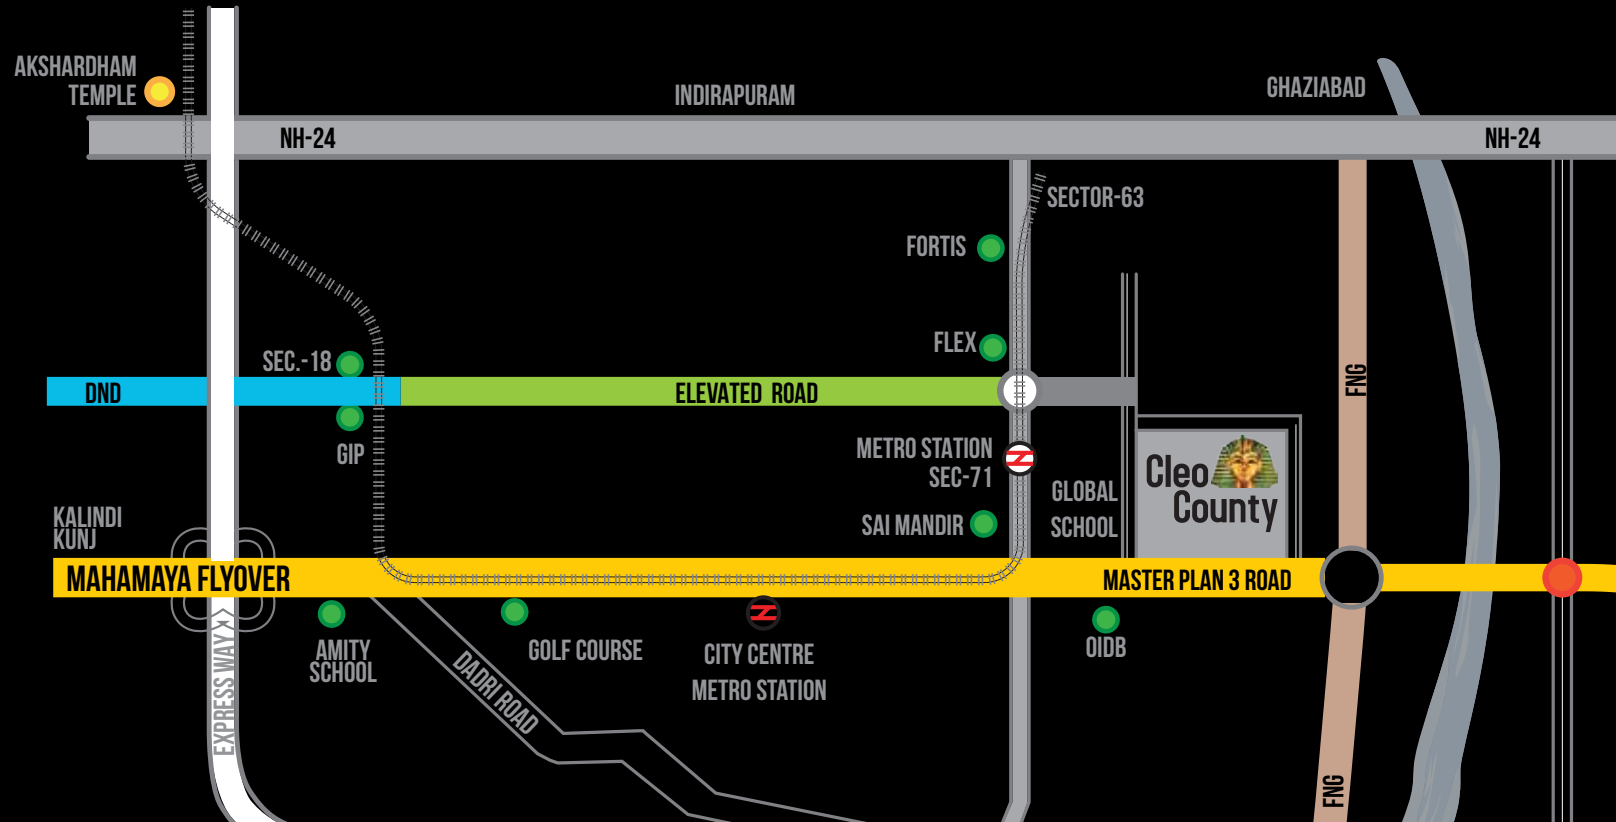 AKSHARDHAM
TEMPLE
INDIRAPURAM
GHAZIABAD
NH-24
NH-24
SECTOR-63
FORTIS
FLEX
SEC.-18
DND
ELEVATED ROAD
FNG
GIP
METRO STATION
SEC-71
Cleo
County
GLOBAL
SCHOOL
SAI MANDIR
KALINDI
KUNJ
MAHAMAYA FLYOVER
MASTER PLAN 3 ROAD
EXPRESS WAY
AMITY
SCHOOL
DADRI ROAD
GOLF COURSE
CITY CENTRE
METRO STATION
OIDB
FNG